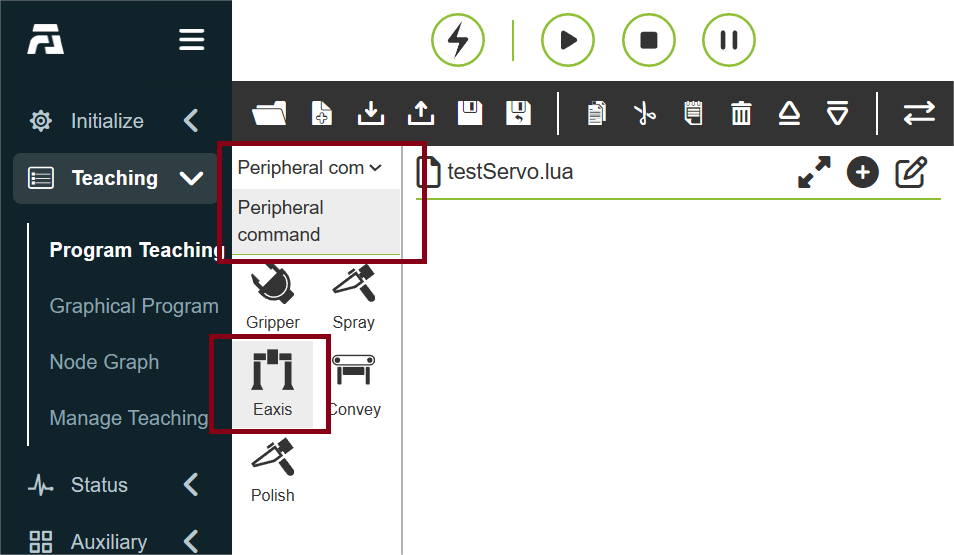 Initialize
Teaching
Program Teaching
Graphical Program
Node Graph
Manage Teaching
Status
Auxiliary
Peripheral com
Peripheral
command
Gripper
Spray
Eaxis
Convey
Polish
testServo.lua